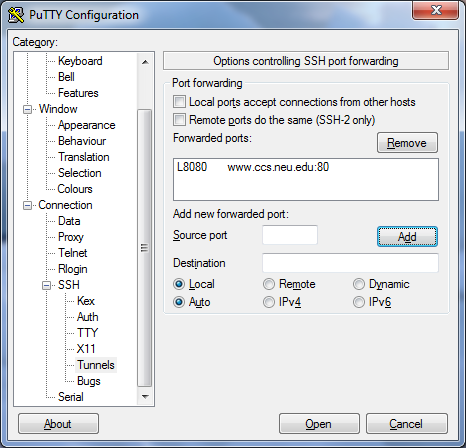 PuTTY Configuration
Category:
Keyboard
Bell
Features
Window
Appearance
Behaviour
Translation
Selection
Colours
Connection
Data
Proxy
Telnet
Rlogin
SSH
Kex
Auth
TTY
X11
Tunnels
Bugs
Serial
Options controlling SSH port forwarding
Port forwarding
Local ports accept connections from other hosts
Remote ports do the same (SSH-2 only)
Forwarded ports:
Remove
L8080 www.ccs.neu.edu:80
Add new forwarded port:
Source port
Add
Destination
Local Remote Dynamic
Auto IPv4 IPv6
About Open Cancel